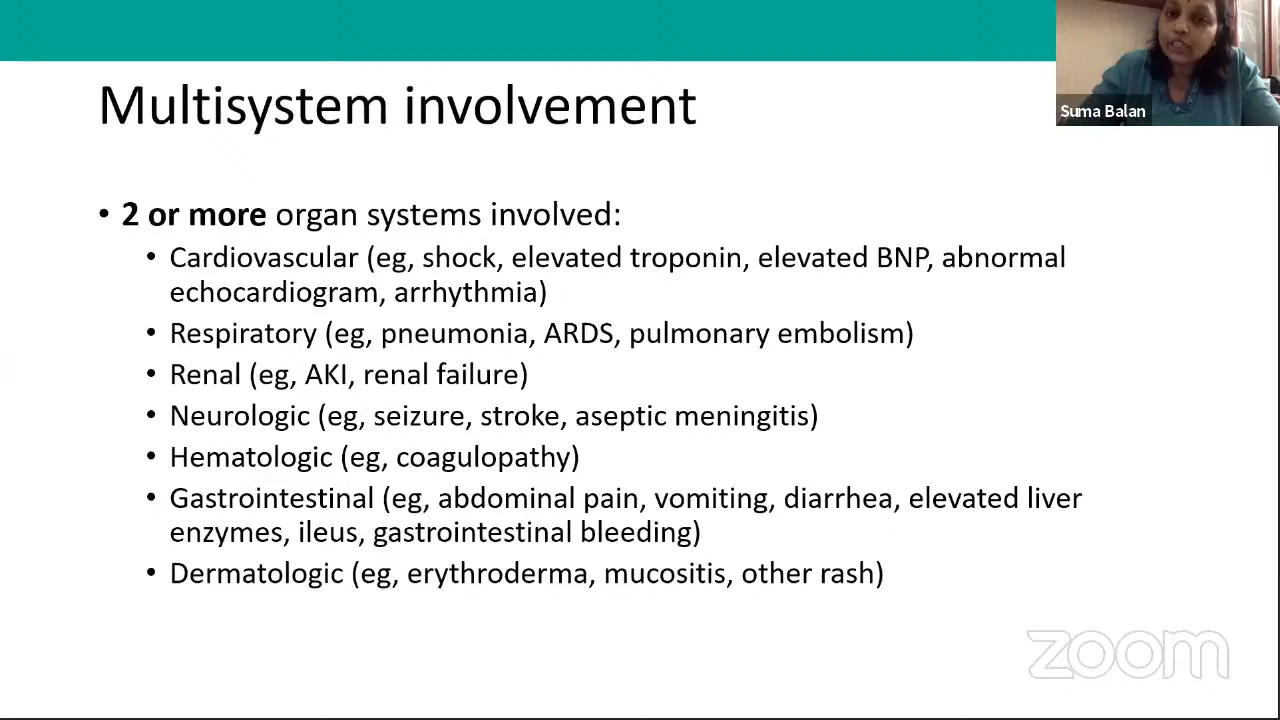 Multisystem involvement
Suma Balan
• 2 or more organ systems involved:
• Cardiovascular (eg, shock, elevated troponin, elevated BNP, abnormal
echocardiogram, arrhythmia)
• Respiratory (eg, pneumonia, ARDS, pulmonary embolism)
• Renal (eg, AKI, renal failure)
• Neurologic (eg, seizure, stroke, aseptic meningitis)
• Hematologic (eg, coagulopathy)
• Gastrointestinal (eg, abdominal pain, vomiting, diarrhea, elevated liver
enzymes, ileus, gastrointestinal bleeding)
• Dermatologic (eg, erythroderma, mucositis, other rash)
zoom